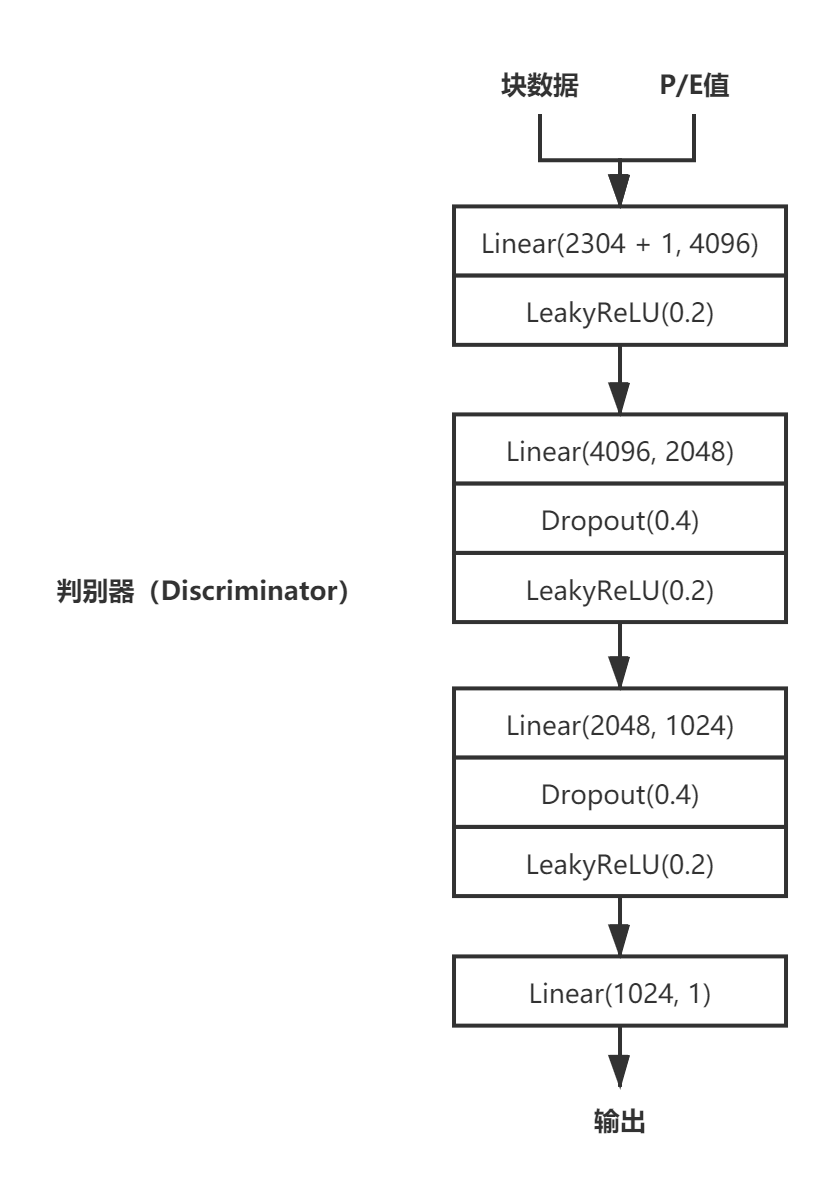 块数据
P/E值
Linear(2304 + 1, 4096)
LeakyReLU(0.2)
Linear(4096, 2048)
Dropout(0.4)
LeakyReLU(0.2)
判别器（Discriminator）
Linear(2048, 1024)
Dropout(0.4)
LeakyReLU(0.2)
Linear(1024, 1)
输出